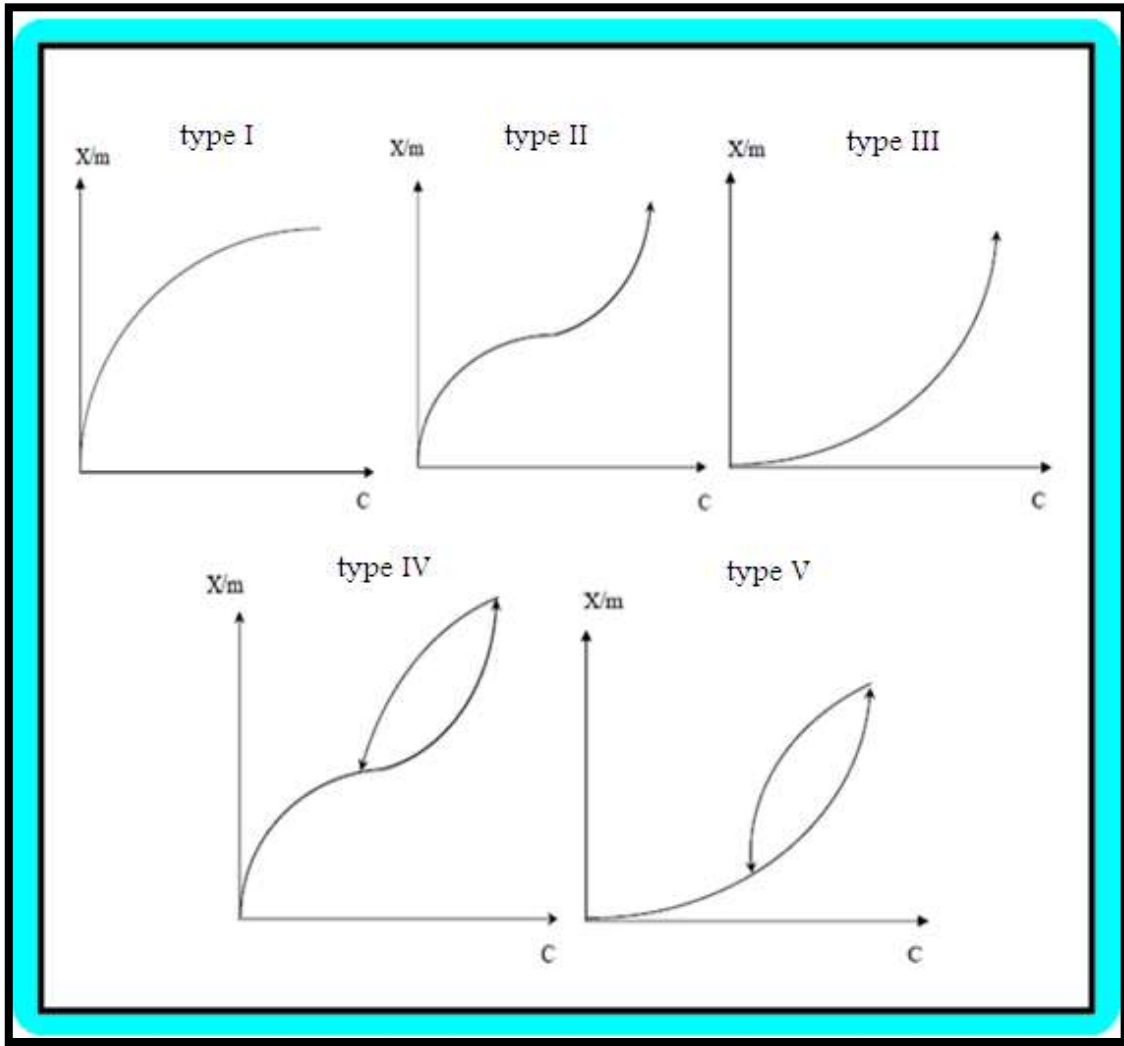 type I
X/m
C
type II
X/m
C
type III
X/m
C
type IV
X/m
C
type V
X/m
C